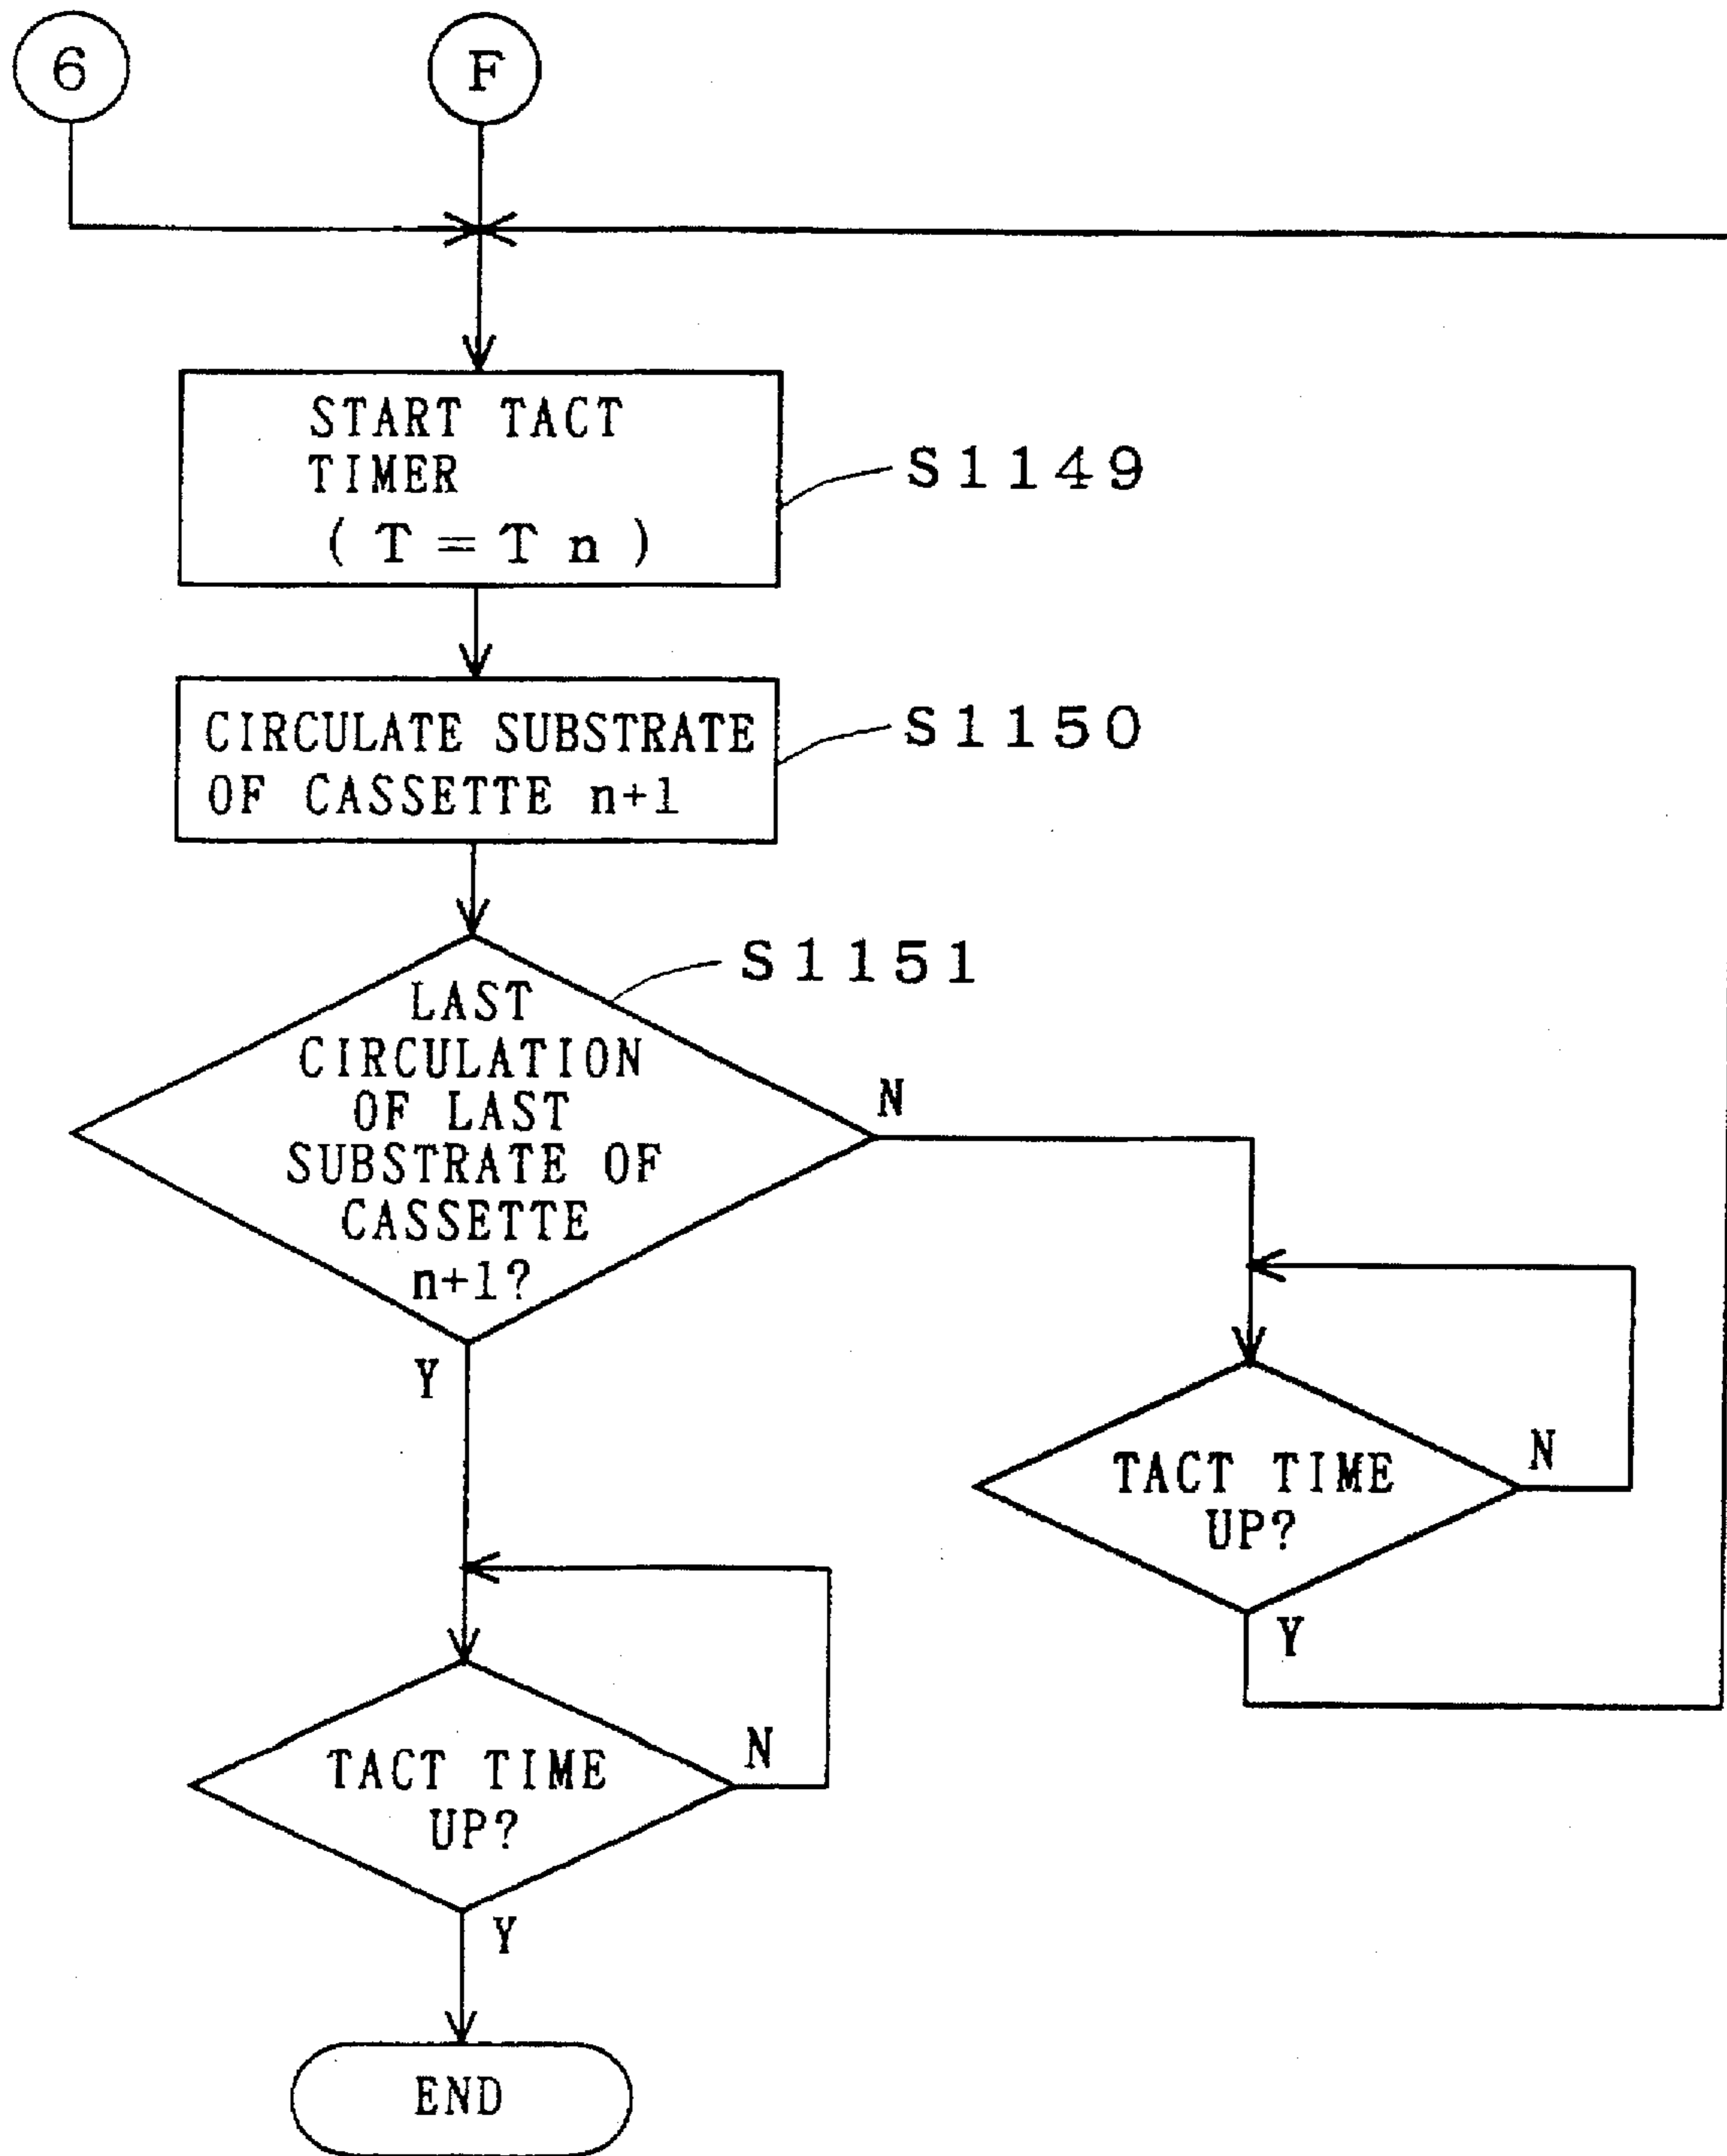 6
F
START TACT
TIMER
( T = T n )
S1149
CIRCULATE SUBSTRATE
OF CASSETTE n+1
S1150
S1151
LAST
CIRCULATION
OF LAST
SUBSTRATE OF
CASSETTE
n+1?
N
Y
TACT TIME
UP?
N
Y
TACT TIME
UP?
N
Y
END